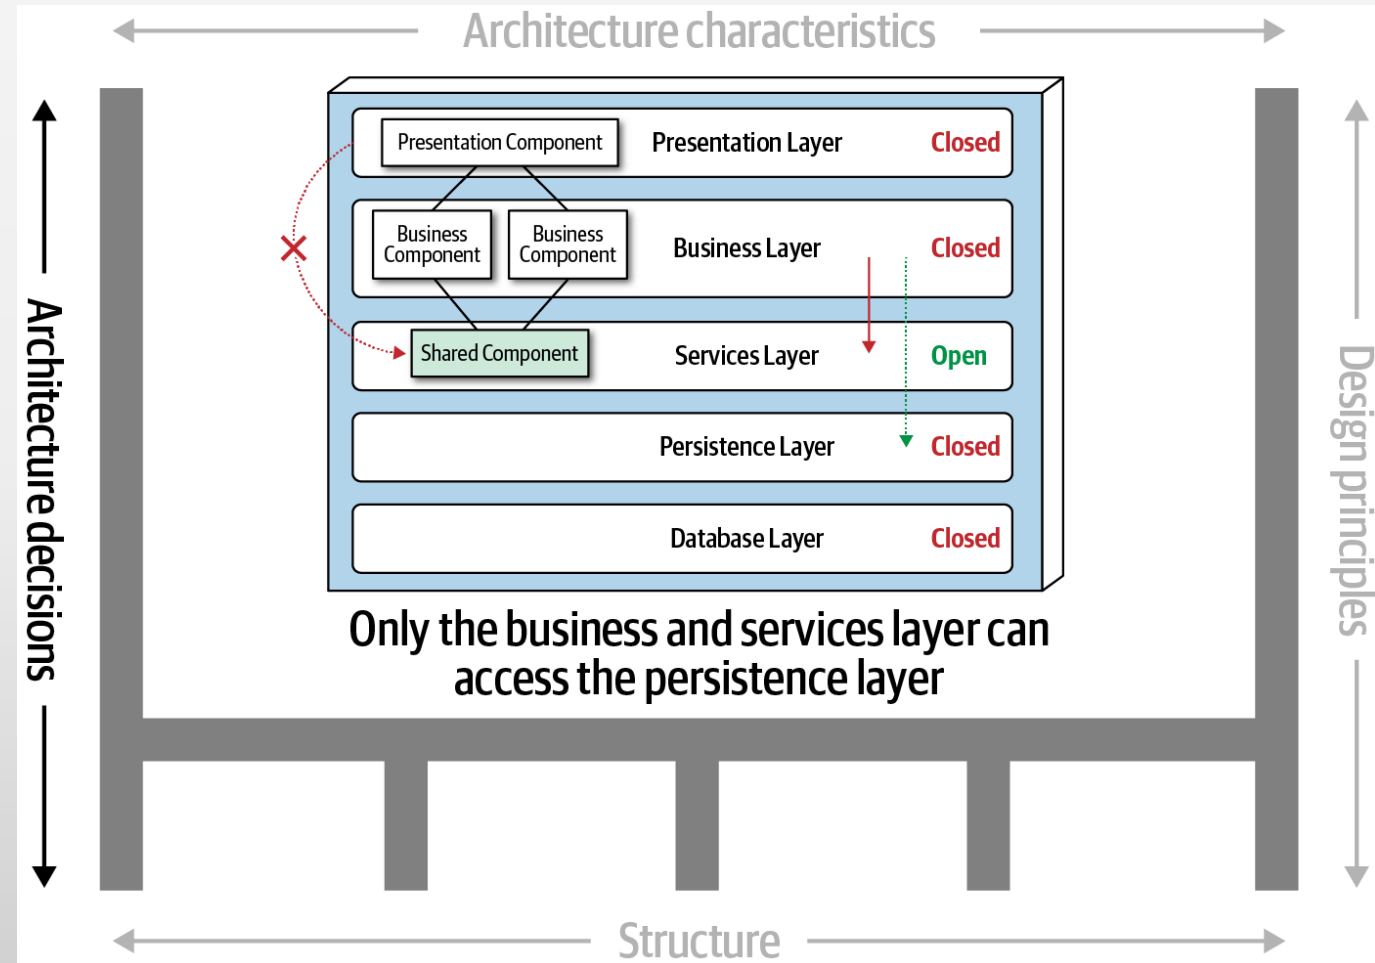 Architecture characteristics
Architecture decisions
Presentation Component
Presentation Layer
Closed
Business
Component
Business
Component
Business Layer
Closed
Shared Component
Services Layer
Open
Persistence Layer
Closed
Database Layer
Closed
Only the business and services layer can
access the persistence layer
Design principles
Structure